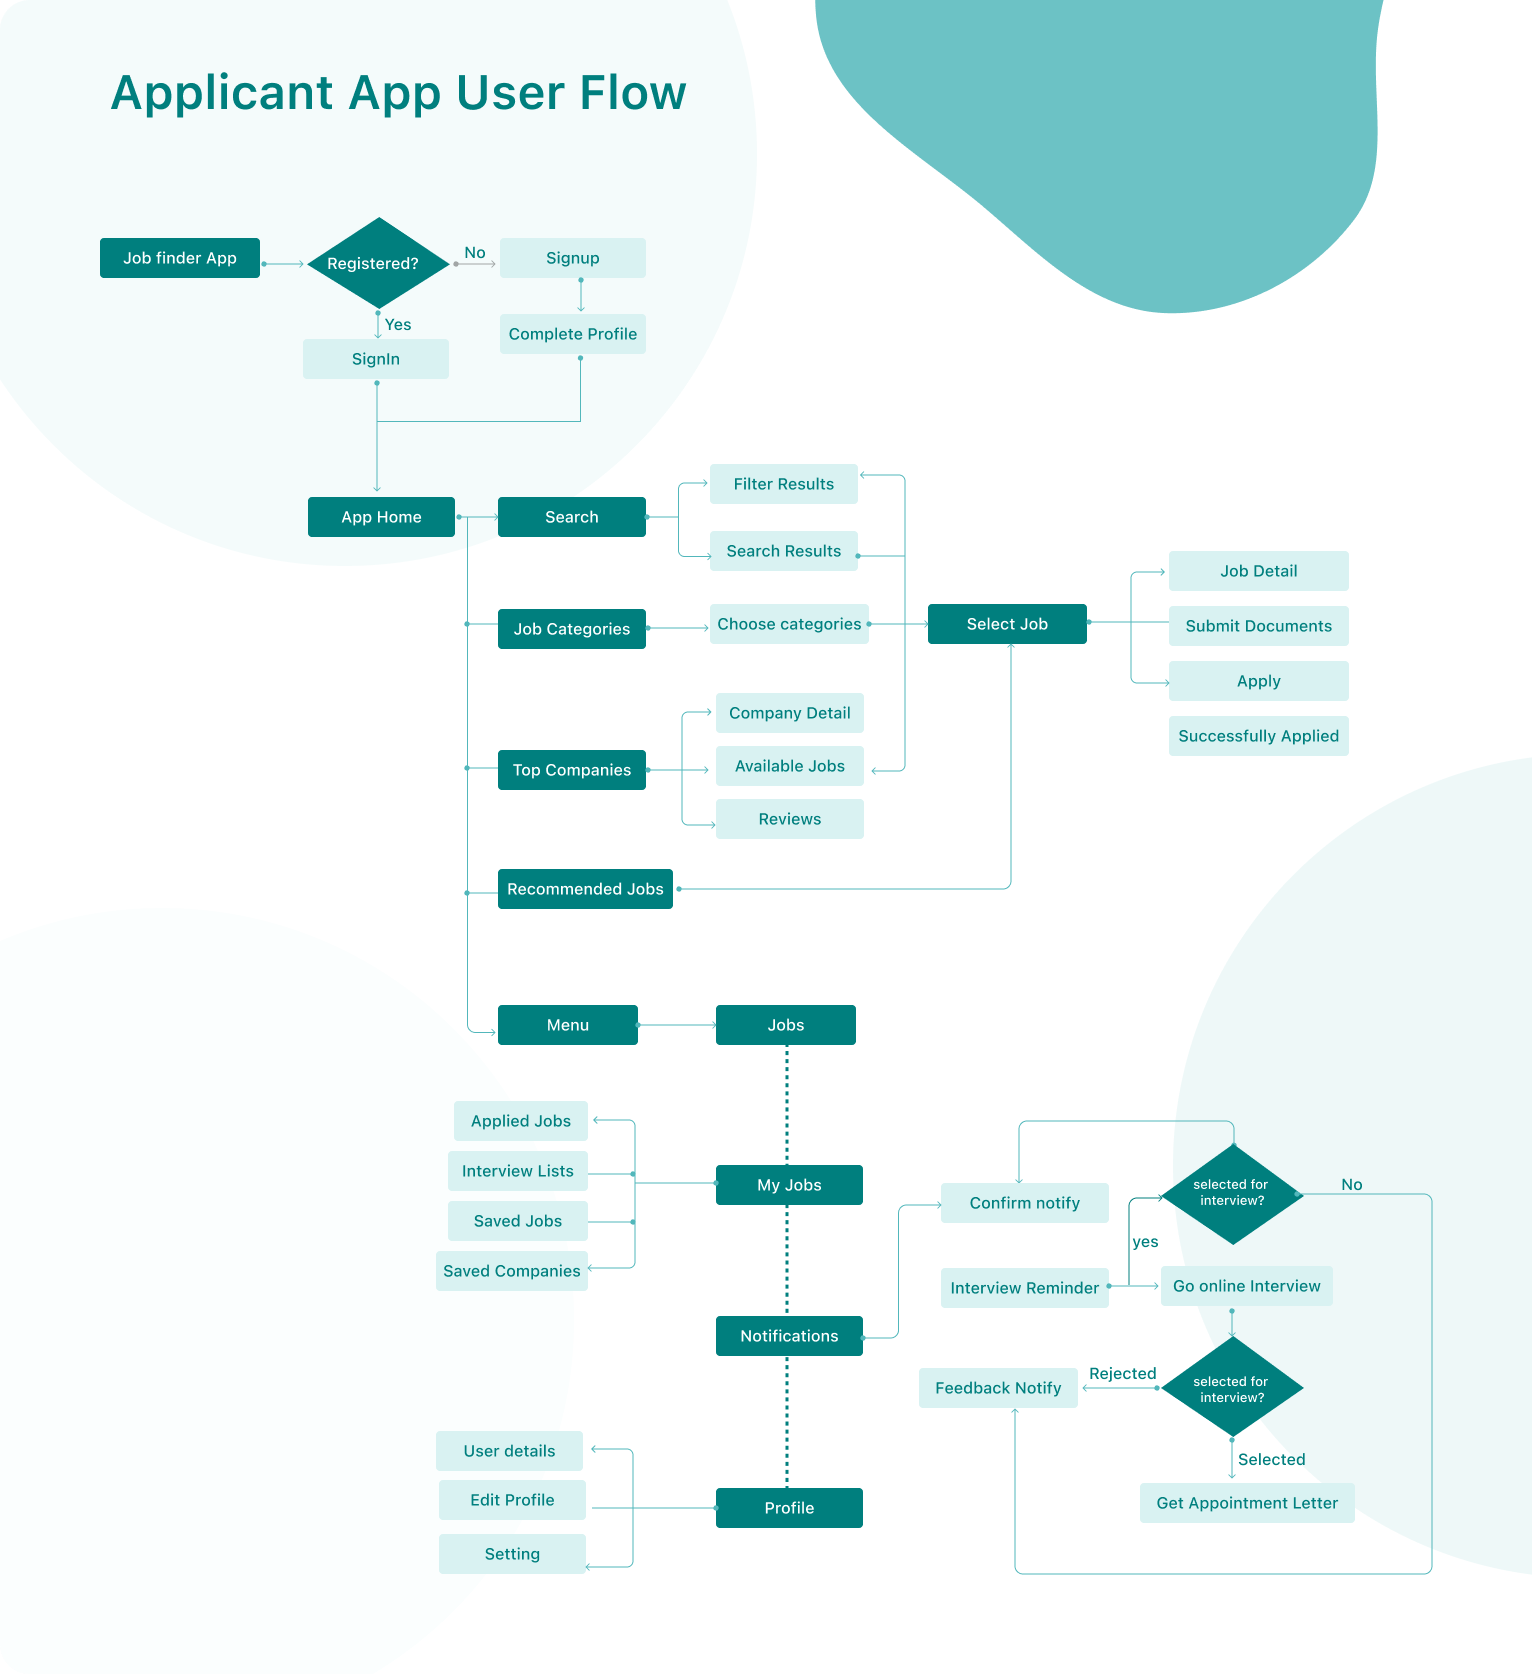 Applicant App User Flow
Job finder App
Registered?
No
Signup
Yes
Complete Profile
SignIn
App Home
Search
Filter Results
Search Results
Job Categories
Choose categories
Select Job
Job Detail
Submit Documents
Apply
Successfully Applied
Top Companies
Company Detail
Available Jobs
Reviews
Recommended Jobs
Menu
Jobs
Applied Jobs
Interview Lists
Saved Jobs
Saved Companies
My Jobs
Notifications
Confirm notify
selected for
interview?
No
yes
Interview Reminder
Go online Interview
Feedback Notify
Rejected
selected for
interview?
Selected
Get Appointment Letter
User details
Edit Profile
Setting
Profile